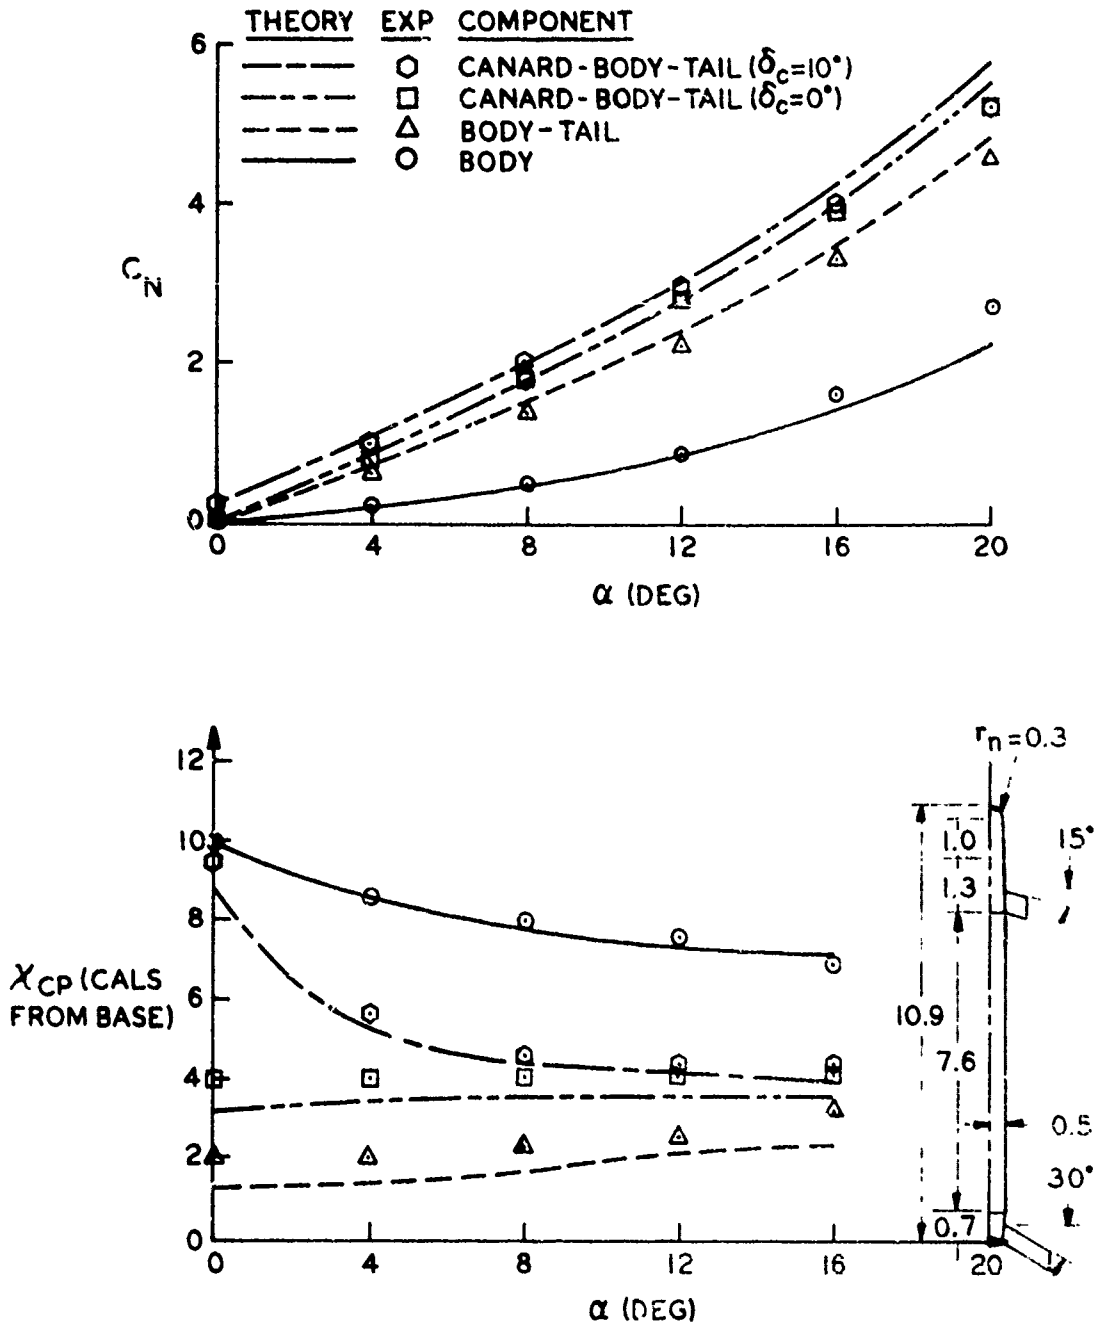 THEORY EXP COMPONENT
CANARD-BODY-TAIL (δc=10°)
CANARD-BODY-TAIL (δc=0°)
BODY-TAIL
BODY
6
4
2
0
CN
0 4 8 12 16 20
α (DEG)
12
10
8
6
4
2
0
XCP (CALS
FROM BASE)
0 4 8 12 16 20
α (DEG)
rn=0.3
1.0
15°
1.3
10.9
7.6
0.5
30°
0.7